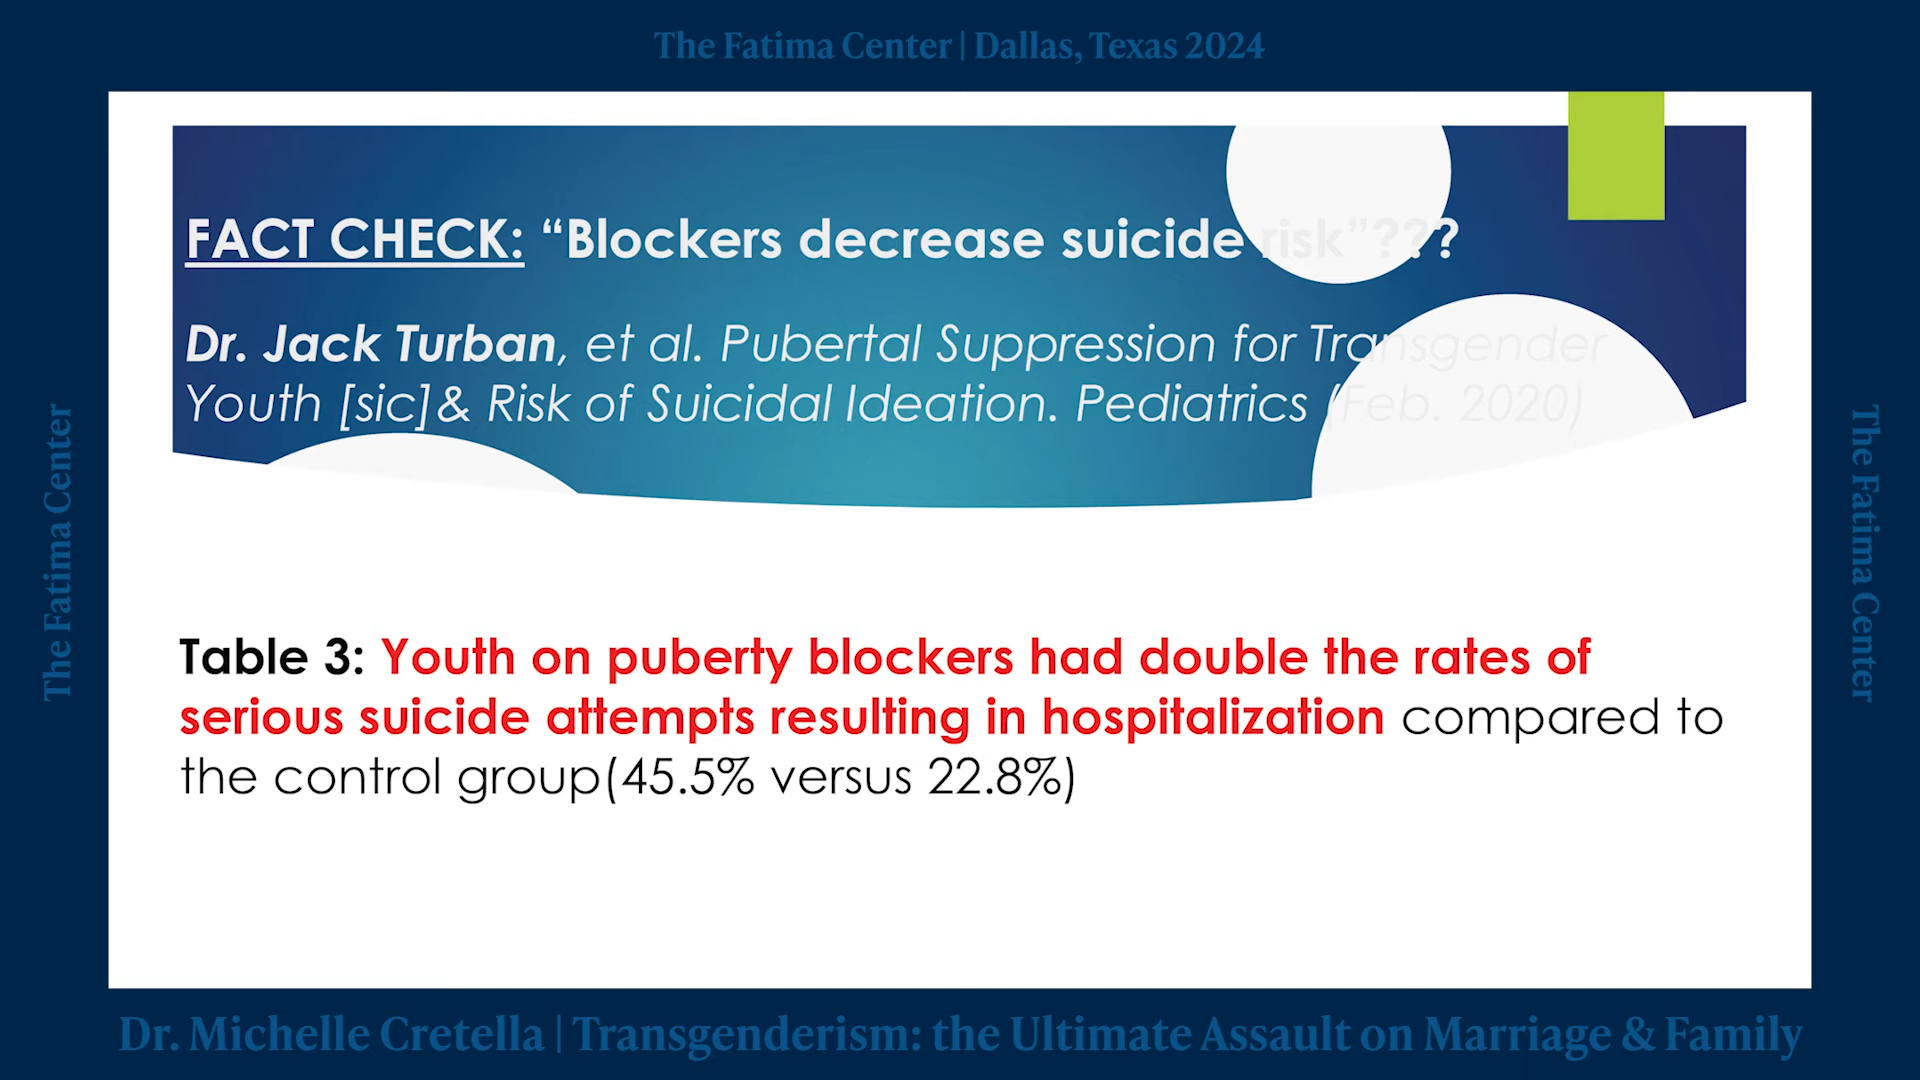 The Fatima Center | Dallas, Texas 2024
FACT CHECK: “Blockers decrease suicide risk”???
Dr. Jack Turban, et al. Pubertal Suppression for Transgender
Youth [sic]& Risk of Suicidal Ideation. Pediatrics (Feb. 2020)
The Fatima Center
The Fatima Center
Table 3: Youth on puberty blockers had double the rates of
serious suicide attempts resulting in hospitalization compared to
the control group(45.5% versus 22.8%)
Dr. Michelle Cretella | Transgenderism: the Ultimate Assault on Marriage & Family